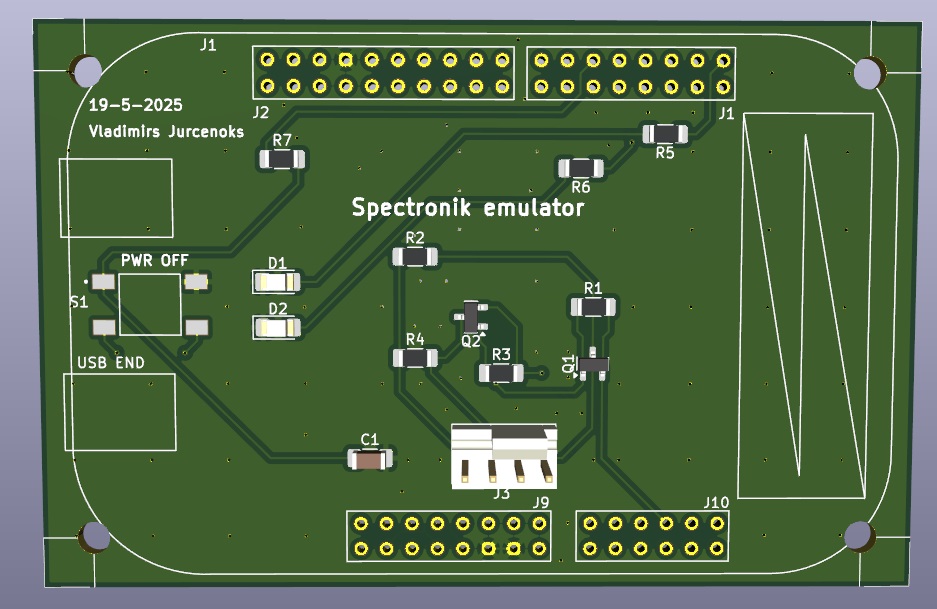 J1
19-5-2025
J2
J1
Vladimirs Jurcenoks
R7
R5
R6
Spectronik emulator
R2
PWR OFF
D1
S1
R1
D2
Q2
R4
R3
Q1
USB END
C1
J3
J9
J10